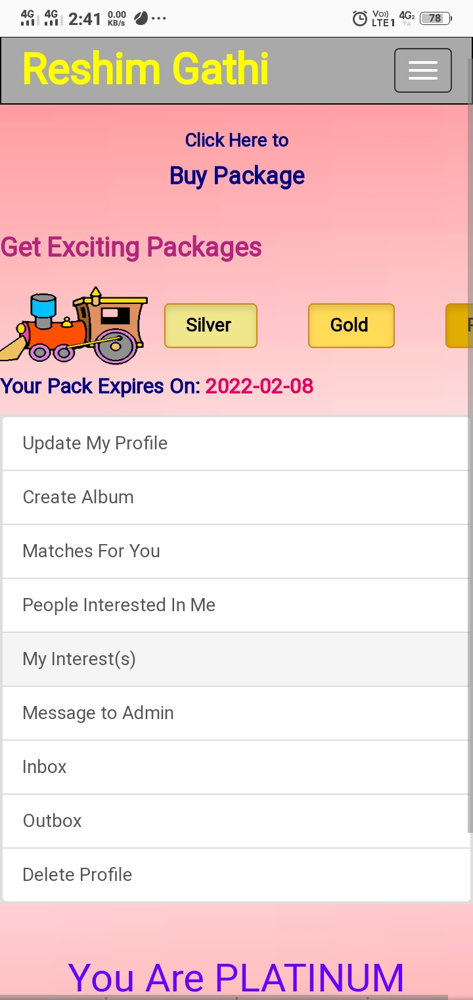 4G 4G 2:41 0.00 KB/s ... Vo)) LTE1 4G2 78
Reshim Gathi
Click Here to
Buy Package
Get Exciting Packages
Silver Gold
Your Pack Expires On: 2022-02-08
Update My Profile
Create Album
Matches For You
People Interested In Me
My Interest(s)
Message to Admin
Inbox
Outbox
Delete Profile
You Are PLATINUM